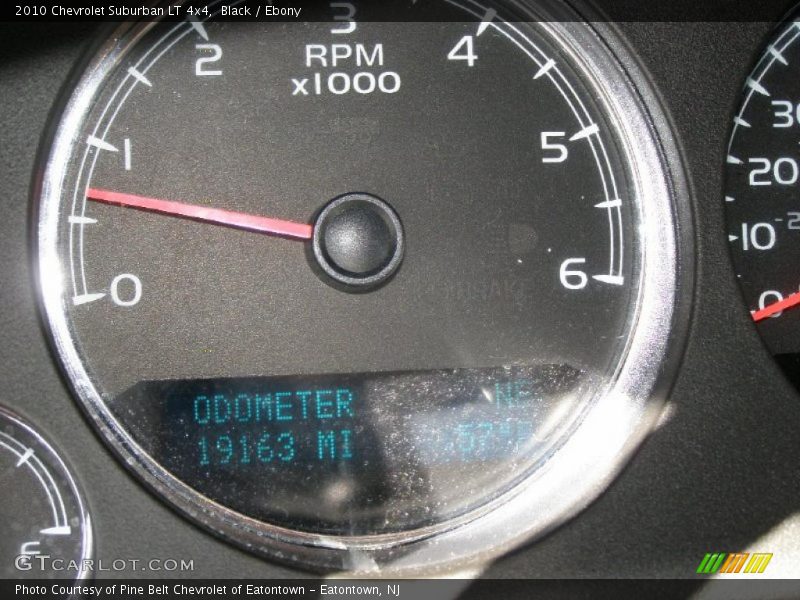 2010 Chevrolet Suburban LT 4x4, Black / Ebony
3
2
4
RPM
x1000
1
5
0
6
30
20
10
0
ODOMETER NE
19163 MI
GTCARLOT.COM
Photo Courtesy of Pine Belt Chevrolet of Eatontown – Eatontown, NJ